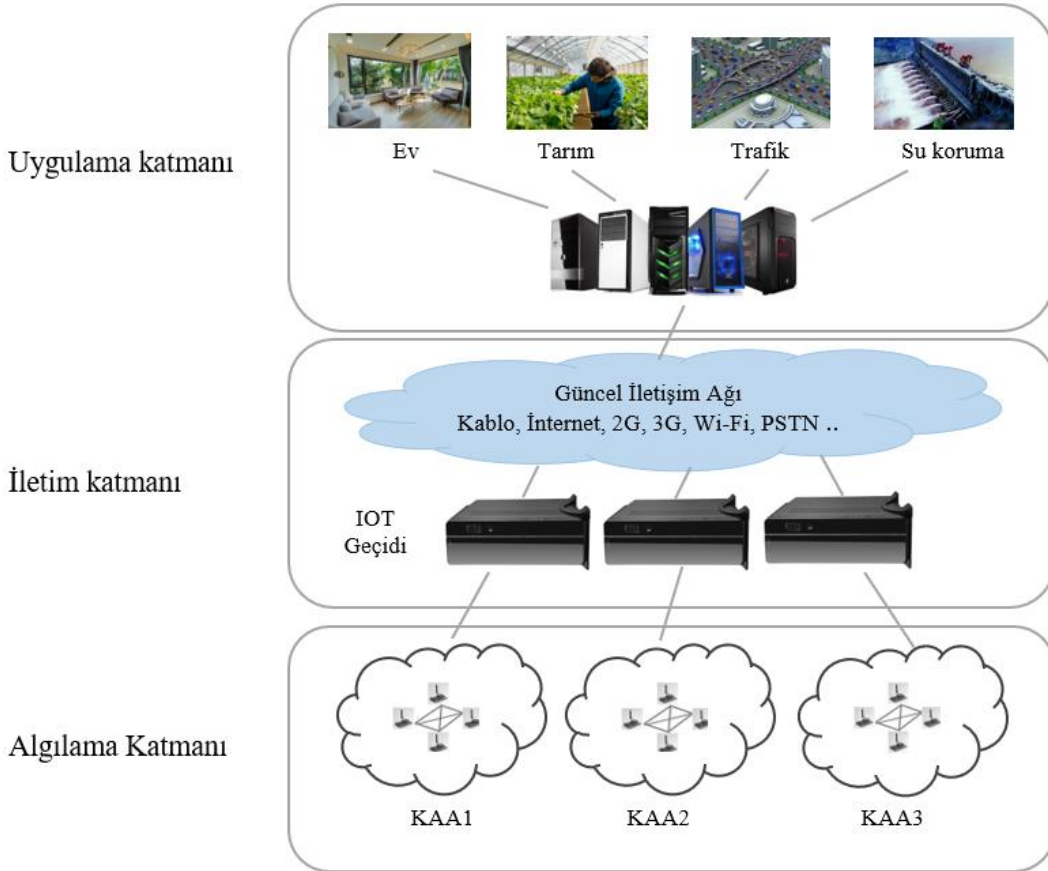 Ev
Tarım
Trafik
Su koruma
Uygulama katmanı
Güncel İletişim Ağı
Kablo, İnternet, 2G, 3G, Wi-Fi, PSTN ..
İletim katmanı
IOT
Geçidi
Algılama Katmanı
KAA1
KAA2
KAA3